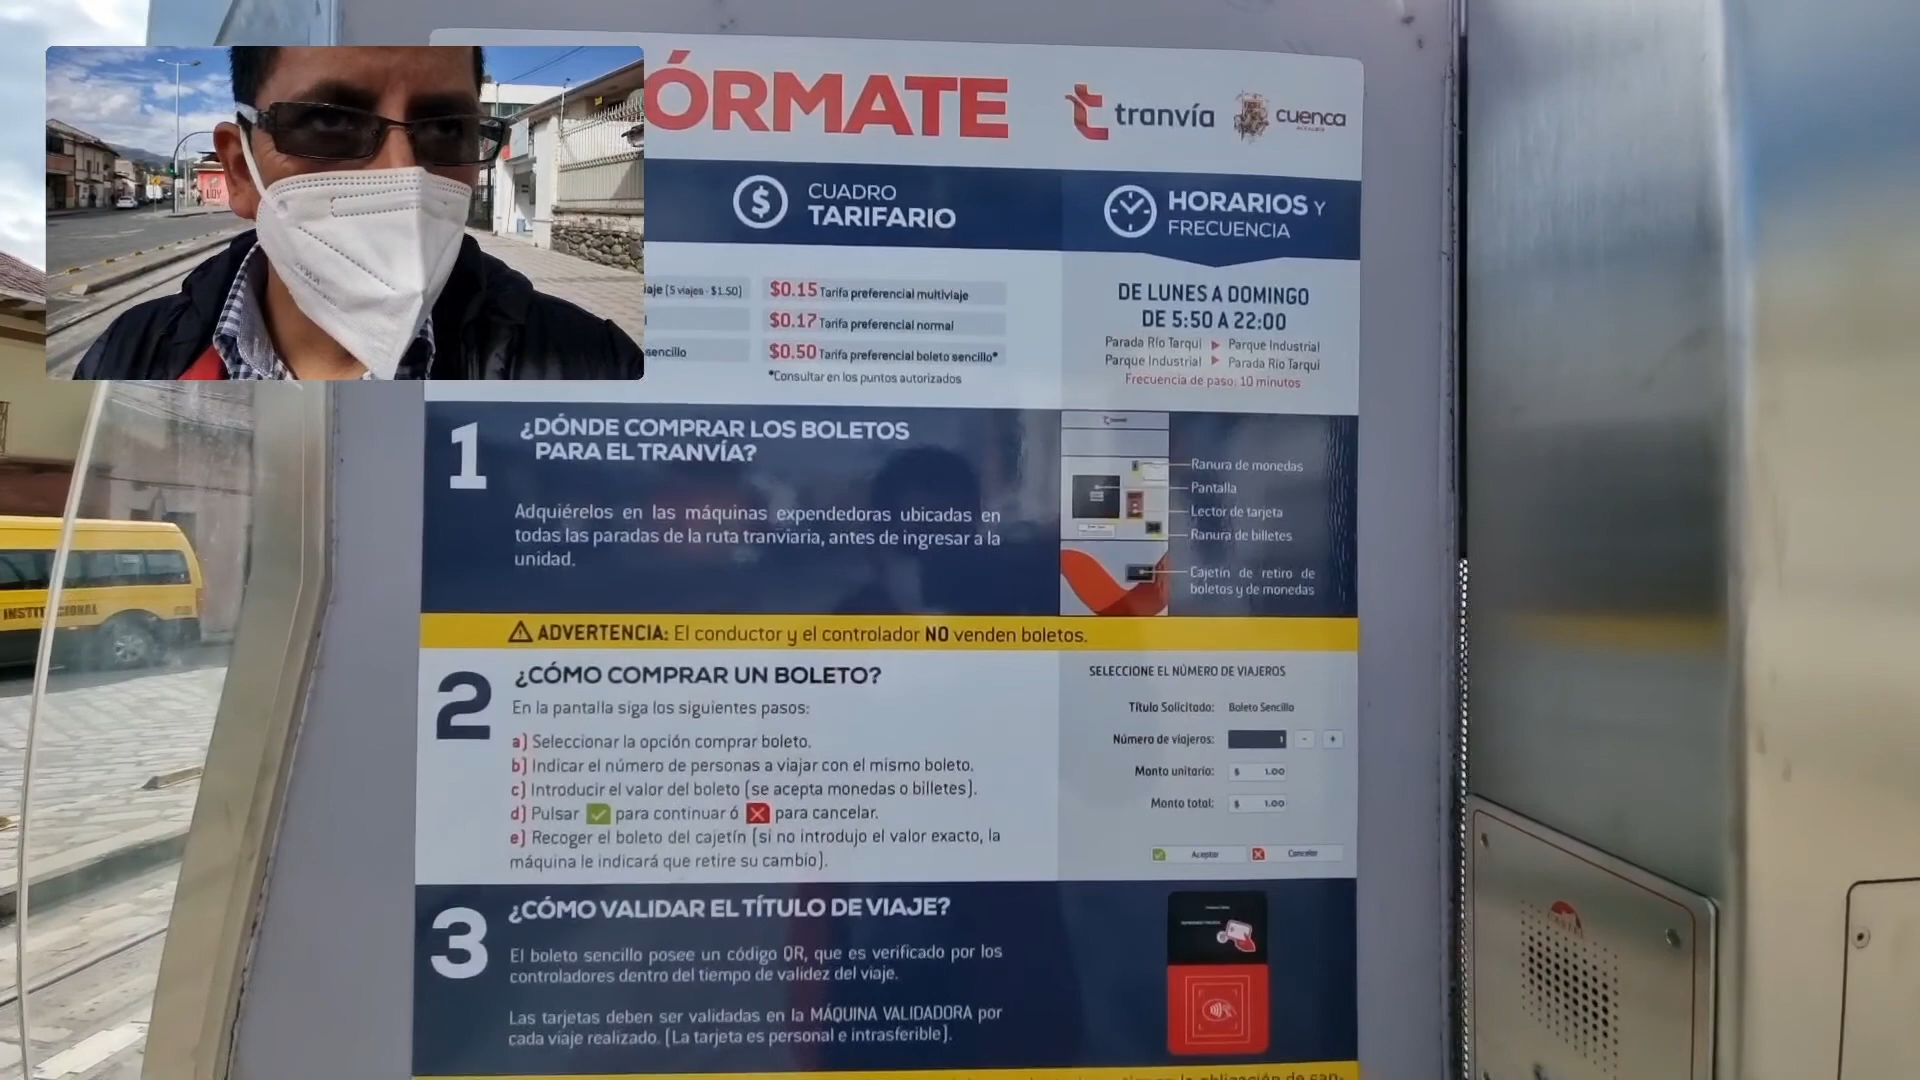 ÓRMATE
tranvía
cuenca
ALCALDÍA
CUADRO
TARIFARIO
HORARIOS Y
FRECUENCIA
iaje (5 viajes - $1.50)
$0.15 Tarifa preferencial multiviaje
l
$0.17 Tarifa preferencial normal
sencillo
$0.50 Tarifa preferencial boleto sencillo*
*Consultar en los puntos autorizados
DE LUNES A DOMINGO
DE 5:50 A 22:00
Parada Río Tarqui ▶ Parque Industrial
Parque Industrial ▶ Parada Río Tarqui
Frecuencia de paso: 10 minutos
1
¿DÓNDE COMPRAR LOS BOLETOS
PARA EL TRANVÍA?
Adquiérelos en las máquinas expendedoras ubicadas en
todas las paradas de la ruta tranviaria, antes de ingresar a la
unidad.
Ranura de monedas
Pantalla
Lector de tarjeta
Ranura de billetes
Cajetín de retiro de
boletos y de monedas
ADVERTENCIA: El conductor y el controlador NO venden boletos.
2
¿CÓMO COMPRAR UN BOLETO?
En la pantalla siga los siguientes pasos:
a) Seleccionar la opción comprar boleto.
b) Indicar el número de personas a viajar con el mismo boleto.
c) Introducir el valor del boleto (se acepta monedas o billetes).
d) Pulsar para continuar ó para cancelar.
e) Recoger el boleto del cajetín (si no introdujo el valor exacto, la
máquina le indicará que retire su cambio).
SELECCIONE EL NÚMERO DE VIAJEROS
Título Solicitado: Boleto Sencillo
Número de viajeros: 1 - +
Monto unitario: $ 1.00
Monto total: $ 1.00
Aceptar Cancelar
3
¿CÓMO VALIDAR EL TÍTULO DE VIAJE?
El boleto sencillo posee un código QR, que es verificado por los
controladores dentro del tiempo de validez del viaje.
Las tarjetas deben ser validadas en la MÁQUINA VALIDADORA por
cada viaje realizado. (La tarjeta es personal e intrasferible).
la obligación de can-
INSTITUCIONAL